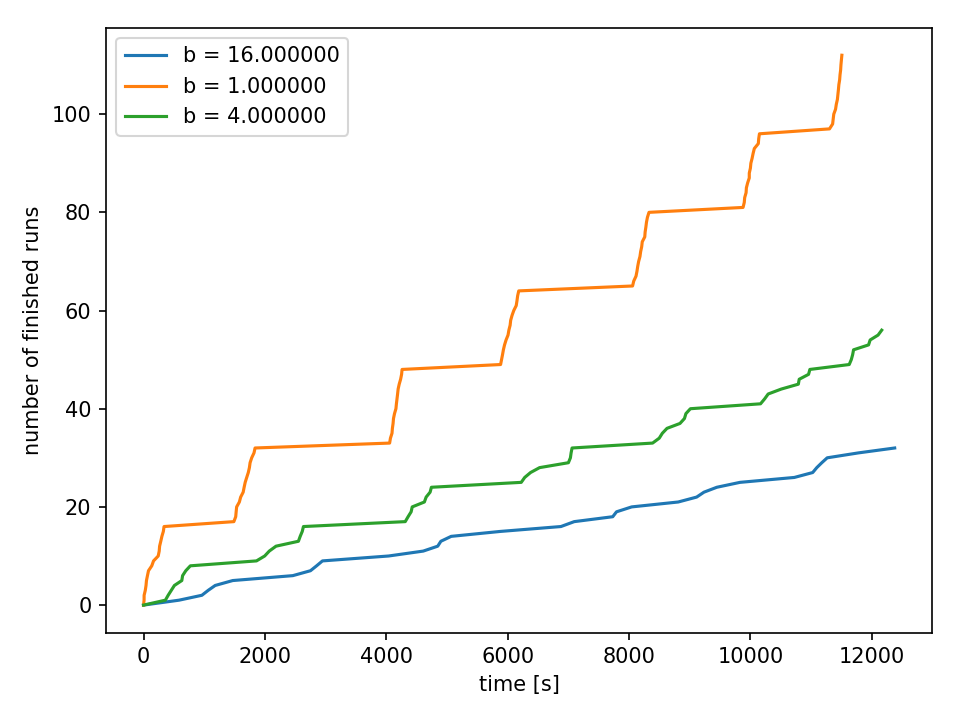 b = 16.000000
b = 1.000000
b = 4.000000
100
80
60
40
20
0
number of finished runs
0 2000 4000 6000 8000 10000 12000
time [s]